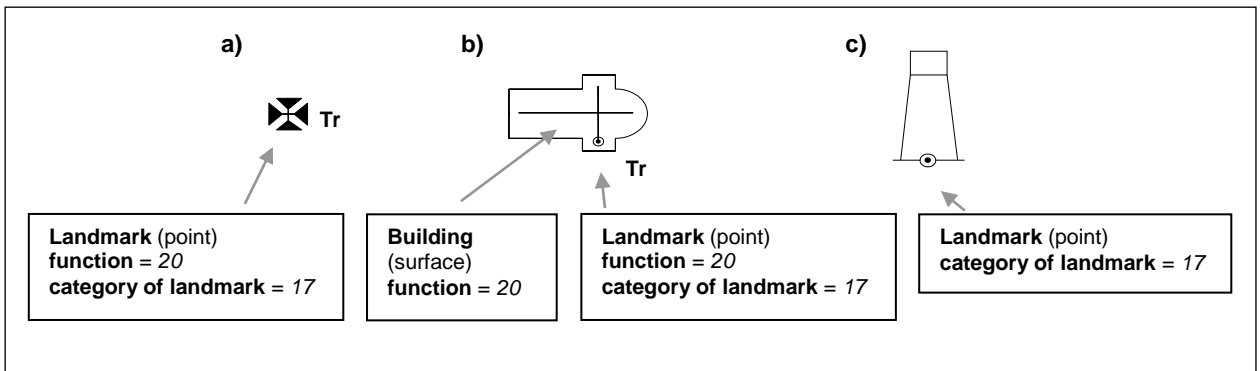 a)
b)
c)
Tr
Tr
Landmark (point)
function = 20
category of landmark = 17
Building
(surface)
function = 20
Landmark (point)
function = 20
category of landmark = 17
Landmark (point)
category of landmark = 17